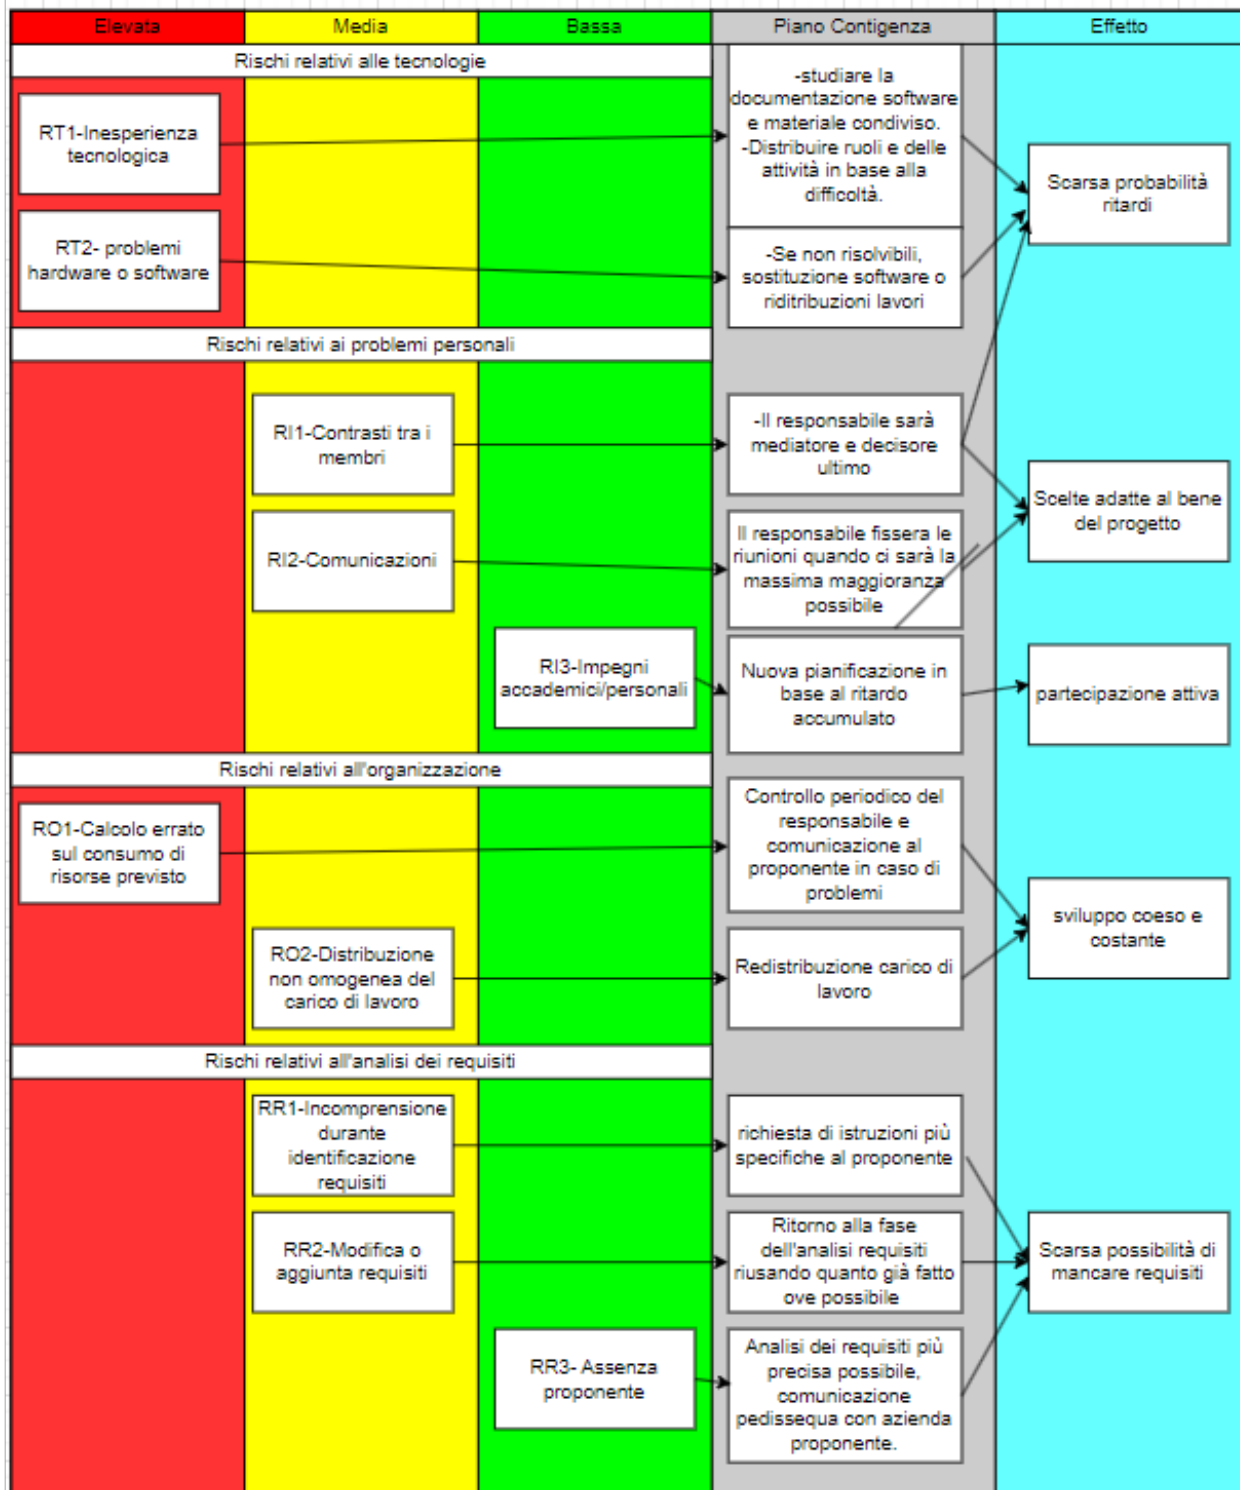 Elevata
Media
Bassa
Piano Contigenza
Effetto
Rischi relativi alle tecnologie
RT1-Inesperienza
tecnologica
-studiare la
documentazione software
e materiale condiviso.
-Distribuire ruoli e delle
attività in base alla
difficoltà.
Scarsa probabilità
ritardi
RT2- problemi
hardware o software
-Se non risolvibili,
sostituzione software o
riditribuzioni lavori
Rischi relativi ai problemi personali
RI1-Contrasti tra i
membri
-Il responsabile sarà
mediatore e decisore
ultimo
Scelte adatte al bene
del progetto
RI2-Comunicazioni
Il responsabile fissera le
riunioni quando ci sarà la
massima maggioranza
possibile
RI3-Impegni
accademici/personali
Nuova pianificazione in
base al ritardo
accumulato
partecipazione attiva
Rischi relativi all'organizzazione
RO1-Calcolo errato
sul consumo di
risorse previsto
Controllo periodico del
responsabile e
comunicazione al
proponente in caso di
problemi
sviluppo coeso e
costante
RO2-Distribuzione
non omogenea del
carico di lavoro
Redistribuzione carico di
lavoro
Rischi relativi all'analisi dei requisiti
RR1-Incomprensione
durante
identificazione
requisiti
richiesta di istruzioni più
specifiche al proponente
RR2-Modifica o
aggiunta requisiti
Ritorno alla fase
dell'analisi requisiti
riusando quanto già fatto
ove possibile
Scarsa possibilità di
mancare requisiti
RR3- Assenza
proponente
Analisi dei requisiti più
precisa possibile,
comunicazione
pedissequa con azienda
proponente.